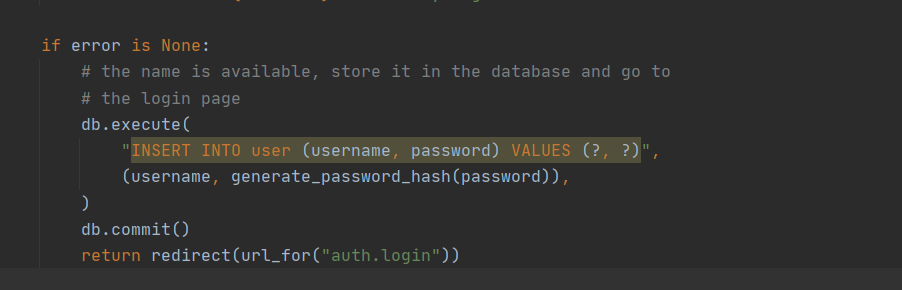 if error is None:
# the name is available, store it in the database and go to
# the login page
db.execute(
"INSERT INTO user (username, password) VALUES (?, ?)",
(username, generate_password_hash(password)),
)
db.commit()
return redirect(url_for("auth.login"))